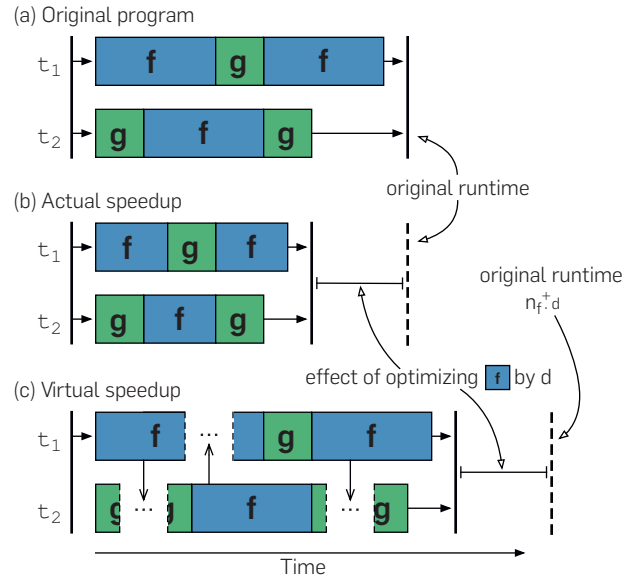 (a) Original program
t1 f g f
t2 g f g
original runtime
(b) Actual speedup
t1 f g f
t2 g f g
original runtime
nf + d
effect of optimizing f by d
(c) Virtual speedup
t1 f ... g f
t2 g ... g f ... g
Time